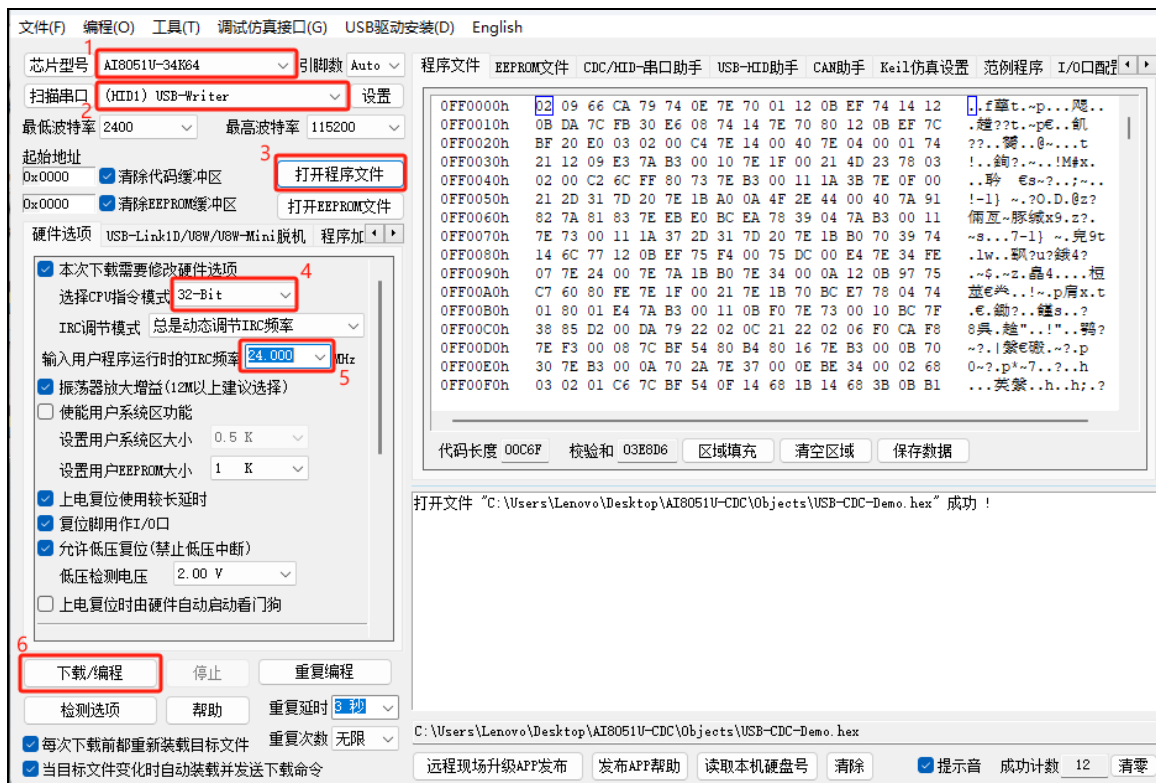 文件(F) 编程(O) 工具(T) 调试仿真接口(G) USB驱动安装(D) English
1
芯片型号 AI8051U-34K64 引脚数 Auto
扫描串口 (HID1) USB-Writer 设置
2
最低波特率 2400 最高波特率 115200
起始地址
3
0x0000 清除代码缓冲区 打开程序文件
0x0000 清除EEPROM缓冲区 打开EEPROM文件
硬件选项 USB-Link1D/U8W/U8W-Mini脱机 程序加
本次下载需要修改硬件选项
4
选择CPU指令模式 32-Bit
IRC调节模式 总是动态调节IRC频率
输入用户程序运行时的IRC频率 24.000 MHz
5
振荡器放大增益(12M以上建议选择)
使能用户系统区功能
设置用户系统区大小 0.5 K
设置用户EEPROM大小 1 K
上电复位使用较长延时
复位脚用作I/O口
允许低压复位(禁止低压中断)
低压检测电压 2.00 V
上电复位时由硬件自动启动看门狗
6
下载/编程 停止 重复编程
检测选项 帮助 重复延时 3 秒
每次下载前都重新装载目标文件 重复次数 无限
当目标文件变化时自动装载并发送下载命令
程序文件 EEPROM文件 CDC/HID-串口助手 USB-HID助手 CAN助手 Keil仿真设置 范例程序 I/O口配置
0FF0000h 02 09 66 CA 79 74 0E 7E 70 01 12 0B EF 74 14 12
0FF0010h 0B DA 7C FB 30 E6 08 74 14 7E 70 80 12 0B EF 7C
0FF0020h BF 20 E0 03 02 00 C4 7E 14 00 40 7E 04 00 01 74
0FF0030h 21 12 09 E3 7A B3 00 10 7E 1F 00 21 4D 23 78 03
0FF0040h 02 00 C2 6C FF 80 73 7E B3 00 11 1A 3B 7E 0F 00
0FF0050h 21 2D 31 7D 20 7E 1B A0 0A 4F 2E 44 00 40 7A 91
0FF0060h 82 7A 81 83 7E EB E0 BC EA 78 39 04 7A B3 00 11
0FF0070h 7E 73 00 11 1A 37 2D 31 7D 20 7E 1B B0 70 39 74
0FF0080h 14 6C 77 12 0B EF 75 F4 00 75 DC 00 E4 7E 34 FE
0FF0090h 07 7E 24 00 7E 7A 1B B0 7E 34 00 0A 12 0B 97 75
0FF00A0h C7 60 80 FE 7E 1F 00 21 7E 1B 70 BC E7 78 04 74
0FF00B0h 01 80 01 E4 7A B3 00 11 0B F0 7E 73 00 10 BC 7F
0FF00C0h 38 85 D2 00 DA 79 22 02 0C 21 22 02 06 F0 CA F8
0FF00D0h 7E F3 00 08 7C BF 54 80 B4 80 16 7E B3 00 0B 70
0FF00E0h 30 7E B3 00 0A 70 2A 7E 37 00 0E BE 34 00 02 68
0FF00F0h 03 02 01 C6 7C BF 54 0F 14 68 1B 14 68 3B 0B B1
代码长度 00C6F 校验和 03E8D6 区域填充 清空区域 保存数据
打开文件 "C:\Users\Lenovo\Desktop\AI8051U-CDC\Objects\USB-CDC-Demo.hex" 成功 !
C:\Users\Lenovo\Desktop\AI8051U-CDC\Objects\USB-CDC-Demo.hex
远程现场升级APP发布 发布APP帮助 读取本机硬盘号 清除 提示音 成功计数 12 清零